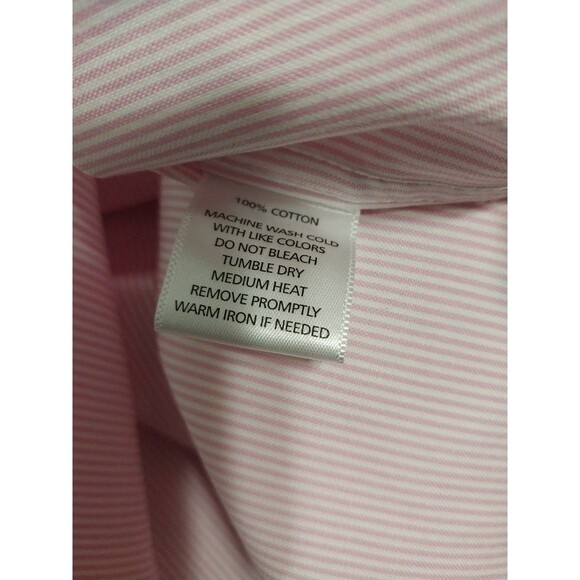 100% COTTON
MACHINE WASH COLD
WITH LIKE COLORS
DO NOT BLEACH
TUMBLE DRY
MEDIUM HEAT
REMOVE PROMPTLY
WARM IRON IF NEEDED